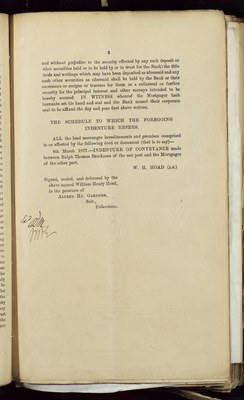 8
and without prejudice to the security effected by any such deposit or
other securities held or to be held by or in trust for the Bank) the title
deeds and writings which may have been deposited as aforesaid and any
such other securities as aforesaid shall be held by the Bank or their
successors or assigns or trustees for them as a collateral or further
security for the principal interest and other moneys intended to be
hereby secured IN WITNESS whereof the Mortgagor hath
hereunto set his hand and seal and the Bank caused their corporate
seal to be affixed the day and year first above written.
THE SCHEDULE TO WHICH THE FOREGOING
INDENTURE REFERS.
ALL the land messuages hereditaments and premises comprised
in or affected by the following deed or document (that is to say)—
9th March 1877.—INDENTURE OF CONVEYANCE made
between Ralph Thomas Brockman of the one part and the Mortgagor
of the other part.
W. H. HOAD (L.S.)
Signed, sealed, and delivered by the
above-named William Henry Hoad,
in the presence of
Folkestone.